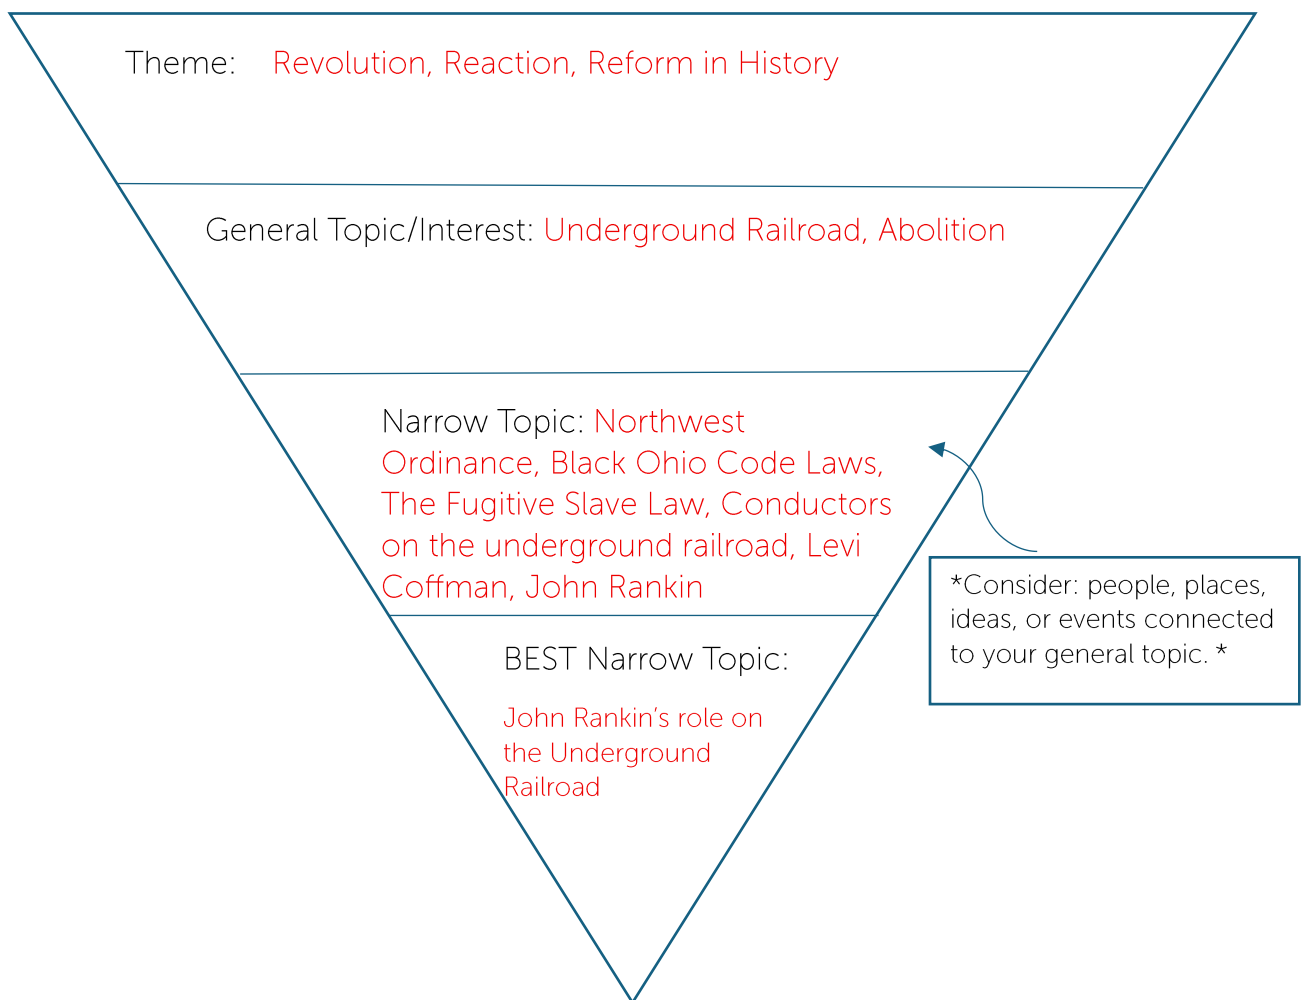 Theme: Revolution, Reaction, Reform in History
General Topic/Interest: Underground Railroad, Abolition
Narrow Topic: Northwest
Ordinance, Black Ohio Code Laws,
The Fugitive Slave Law, Conductors
on the underground railroad, Levi
Coffman, John Rankin
*Consider: people, places,
ideas, or events connected
to your general topic. *
BEST Narrow Topic:
John Rankin’s role on
the Underground
Railroad